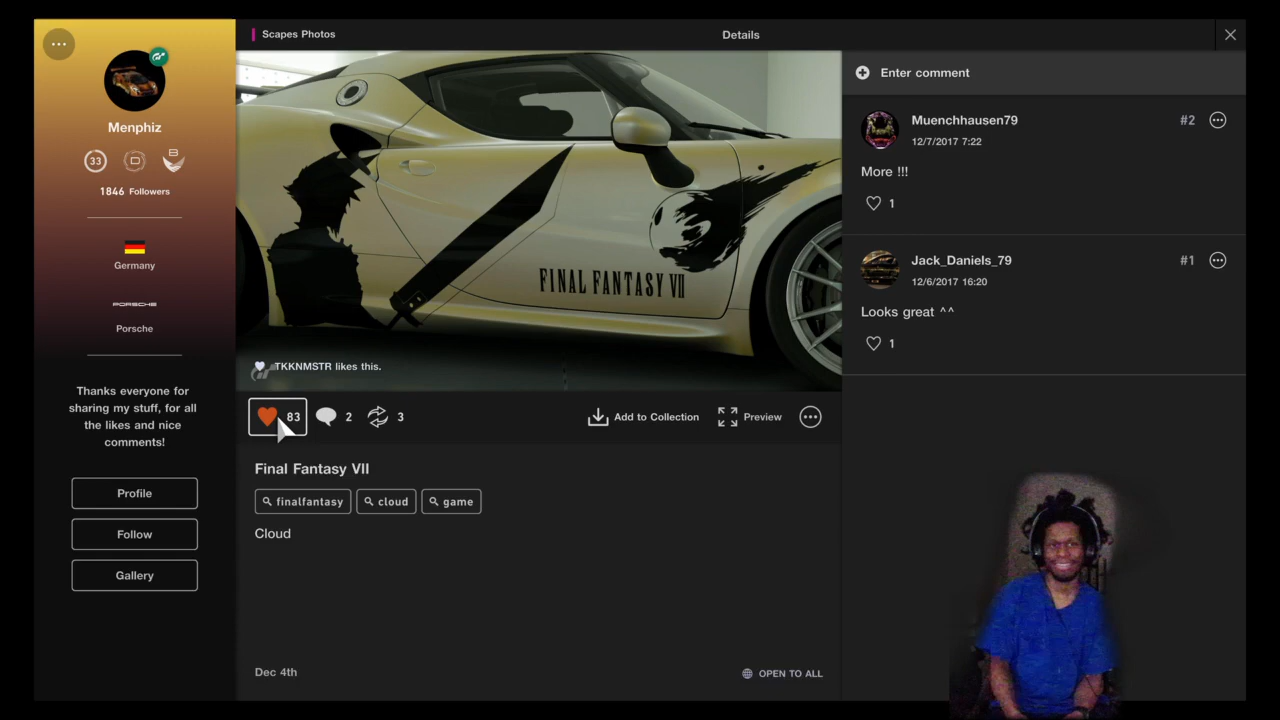 Scapes Photos
Details
Menphiz
33
D
B
1846 Followers
Germany
PORSCHE
Porsche
Thanks everyone for
sharing my stuff, for all
the likes and nice
comments!
Profile
Follow
Gallery
FINAL FANTASY VII
TKKNMSTR likes this.
83
2
3
Add to Collection
Preview
Final Fantasy VII
finalfantasy
cloud
game
Cloud
Dec 4th
OPEN TO ALL
Enter comment
Muenchhausen79
#2
12/7/2017 7:22
More !!!
1
Jack_Daniels_79
#1
12/6/2017 16:20
Looks great ^^
1